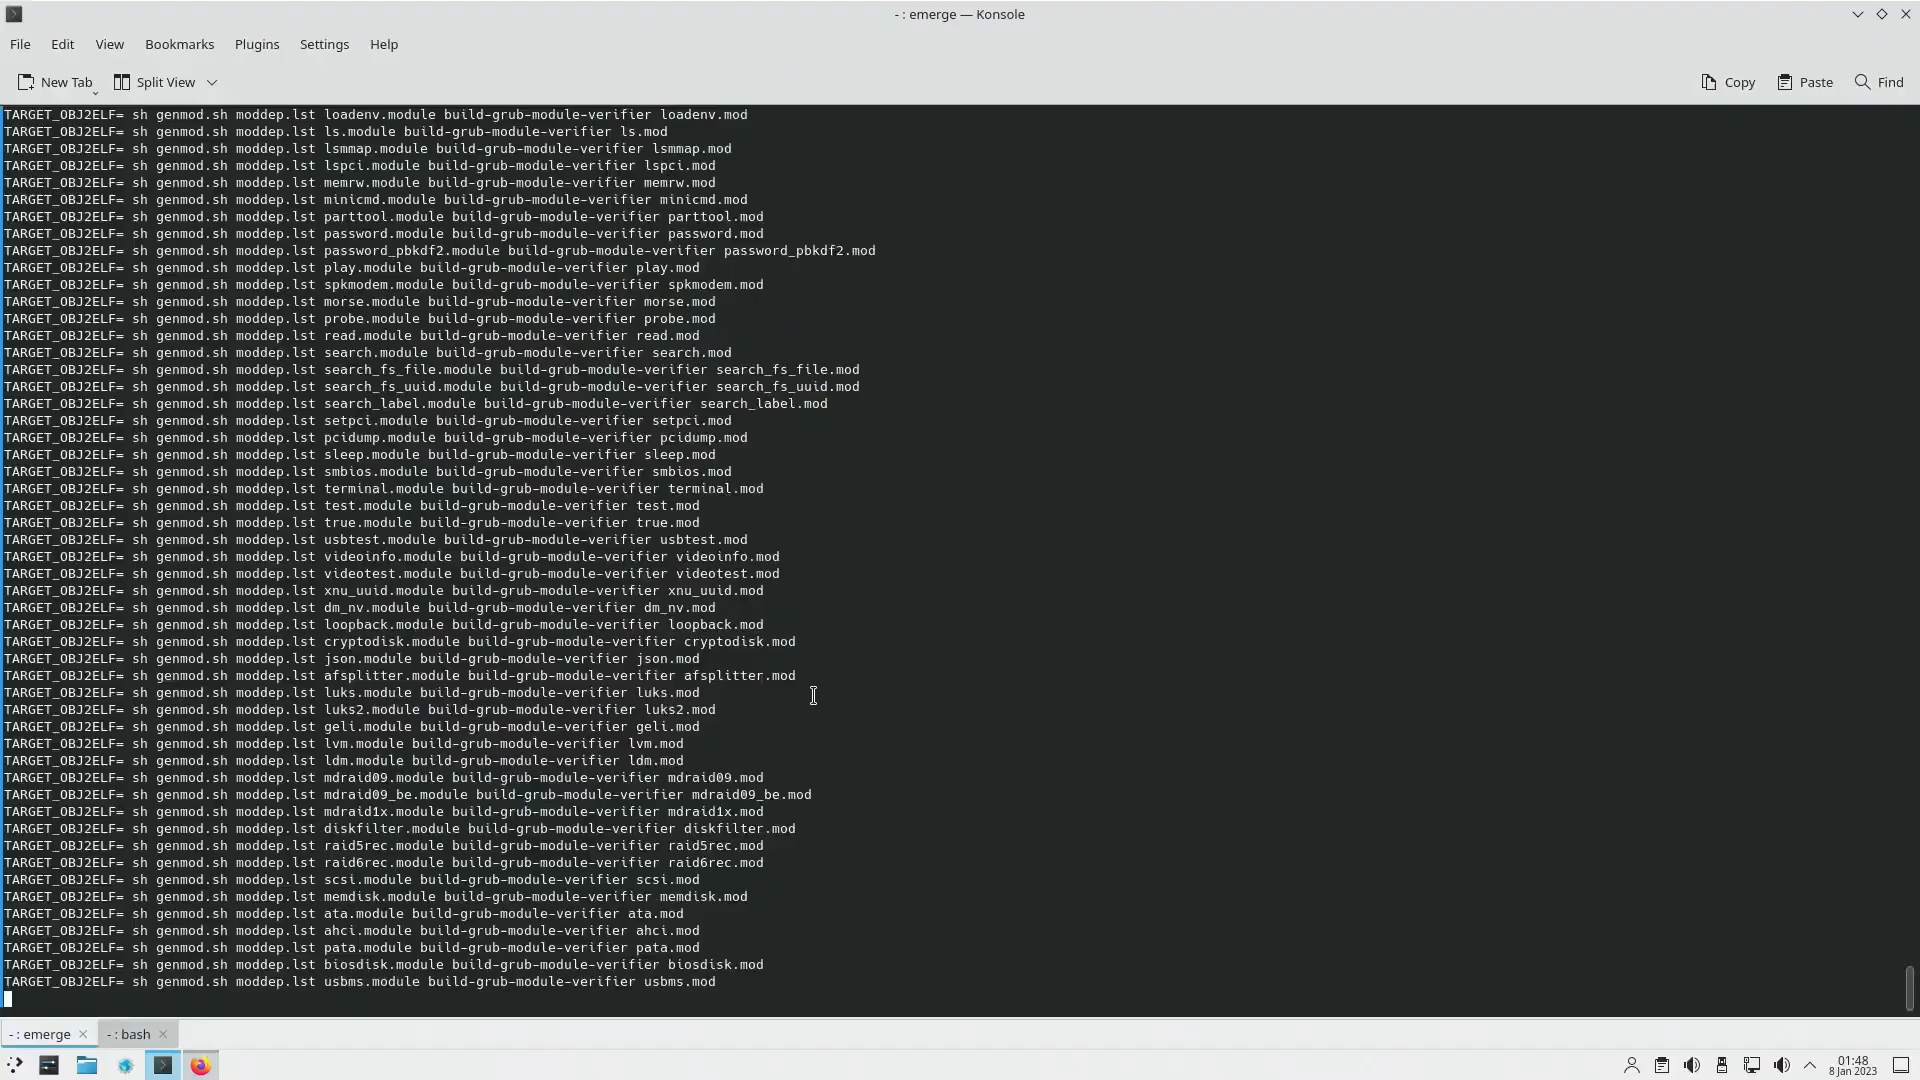 - : emerge — Konsole
File Edit View Bookmarks Plugins Settings Help
New Tab Split View Copy Paste Find
TARGET_OBJ2ELF= sh genmod.sh moddep.lst loadenv.module build-grub-module-verifier loadenv.mod
TARGET_OBJ2ELF= sh genmod.sh moddep.lst ls.module build-grub-module-verifier ls.mod
TARGET_OBJ2ELF= sh genmod.sh moddep.lst lsmmap.module build-grub-module-verifier lsmmap.mod
TARGET_OBJ2ELF= sh genmod.sh moddep.lst lspci.module build-grub-module-verifier lspci.mod
TARGET_OBJ2ELF= sh genmod.sh moddep.lst memrw.module build-grub-module-verifier memrw.mod
TARGET_OBJ2ELF= sh genmod.sh moddep.lst minicmd.module build-grub-module-verifier minicmd.mod
TARGET_OBJ2ELF= sh genmod.sh moddep.lst parttool.module build-grub-module-verifier parttool.mod
TARGET_OBJ2ELF= sh genmod.sh moddep.lst password.module build-grub-module-verifier password.mod
TARGET_OBJ2ELF= sh genmod.sh moddep.lst password_pbkdf2.module build-grub-module-verifier password_pbkdf2.mod
TARGET_OBJ2ELF= sh genmod.sh moddep.lst play.module build-grub-module-verifier play.mod
TARGET_OBJ2ELF= sh genmod.sh moddep.lst spkmodem.module build-grub-module-verifier spkmodem.mod
TARGET_OBJ2ELF= sh genmod.sh moddep.lst morse.module build-grub-module-verifier morse.mod
TARGET_OBJ2ELF= sh genmod.sh moddep.lst probe.module build-grub-module-verifier probe.mod
TARGET_OBJ2ELF= sh genmod.sh moddep.lst read.module build-grub-module-verifier read.mod
TARGET_OBJ2ELF= sh genmod.sh moddep.lst search.module build-grub-module-verifier search.mod
TARGET_OBJ2ELF= sh genmod.sh moddep.lst search_fs_file.module build-grub-module-verifier search_fs_file.mod
TARGET_OBJ2ELF= sh genmod.sh moddep.lst search_fs_uuid.module build-grub-module-verifier search_fs_uuid.mod
TARGET_OBJ2ELF= sh genmod.sh moddep.lst search_label.module build-grub-module-verifier search_label.mod
TARGET_OBJ2ELF= sh genmod.sh moddep.lst setpci.module build-grub-module-verifier setpci.mod
TARGET_OBJ2ELF= sh genmod.sh moddep.lst pcidump.module build-grub-module-verifier pcidump.mod
TARGET_OBJ2ELF= sh genmod.sh moddep.lst sleep.module build-grub-module-verifier sleep.mod
TARGET_OBJ2ELF= sh genmod.sh moddep.lst smbios.module build-grub-module-verifier smbios.mod
TARGET_OBJ2ELF= sh genmod.sh moddep.lst terminal.module build-grub-module-verifier terminal.mod
TARGET_OBJ2ELF= sh genmod.sh moddep.lst test.module build-grub-module-verifier test.mod
TARGET_OBJ2ELF= sh genmod.sh moddep.lst true.module build-grub-module-verifier true.mod
TARGET_OBJ2ELF= sh genmod.sh moddep.lst usbtest.module build-grub-module-verifier usbtest.mod
TARGET_OBJ2ELF= sh genmod.sh moddep.lst videoinfo.module build-grub-module-verifier videoinfo.mod
TARGET_OBJ2ELF= sh genmod.sh moddep.lst videotest.module build-grub-module-verifier videotest.mod
TARGET_OBJ2ELF= sh genmod.sh moddep.lst xnu_uuid.module build-grub-module-verifier xnu_uuid.mod
TARGET_OBJ2ELF= sh genmod.sh moddep.lst dm_nv.module build-grub-module-verifier dm_nv.mod
TARGET_OBJ2ELF= sh genmod.sh moddep.lst loopback.module build-grub-module-verifier loopback.mod
TARGET_OBJ2ELF= sh genmod.sh moddep.lst cryptodisk.module build-grub-module-verifier cryptodisk.mod
TARGET_OBJ2ELF= sh genmod.sh moddep.lst json.module build-grub-module-verifier json.mod
TARGET_OBJ2ELF= sh genmod.sh moddep.lst afsplitter.module build-grub-module-verifier afsplitter.mod
TARGET_OBJ2ELF= sh genmod.sh moddep.lst luks.module build-grub-module-verifier luks.mod
TARGET_OBJ2ELF= sh genmod.sh moddep.lst luks2.module build-grub-module-verifier luks2.mod
TARGET_OBJ2ELF= sh genmod.sh moddep.lst geli.module build-grub-module-verifier geli.mod
TARGET_OBJ2ELF= sh genmod.sh moddep.lst lvm.module build-grub-module-verifier lvm.mod
TARGET_OBJ2ELF= sh genmod.sh moddep.lst ldm.module build-grub-module-verifier ldm.mod
TARGET_OBJ2ELF= sh genmod.sh moddep.lst mdraid09.module build-grub-module-verifier mdraid09.mod
TARGET_OBJ2ELF= sh genmod.sh moddep.lst mdraid09_be.module build-grub-module-verifier mdraid09_be.mod
TARGET_OBJ2ELF= sh genmod.sh moddep.lst mdraid1x.module build-grub-module-verifier mdraid1x.mod
TARGET_OBJ2ELF= sh genmod.sh moddep.lst diskfilter.module build-grub-module-verifier diskfilter.mod
TARGET_OBJ2ELF= sh genmod.sh moddep.lst raid5rec.module build-grub-module-verifier raid5rec.mod
TARGET_OBJ2ELF= sh genmod.sh moddep.lst raid6rec.module build-grub-module-verifier raid6rec.mod
TARGET_OBJ2ELF= sh genmod.sh moddep.lst scsi.module build-grub-module-verifier scsi.mod
TARGET_OBJ2ELF= sh genmod.sh moddep.lst memdisk.module build-grub-module-verifier memdisk.mod
TARGET_OBJ2ELF= sh genmod.sh moddep.lst ata.module build-grub-module-verifier ata.mod
TARGET_OBJ2ELF= sh genmod.sh moddep.lst ahci.module build-grub-module-verifier ahci.mod
TARGET_OBJ2ELF= sh genmod.sh moddep.lst pata.module build-grub-module-verifier pata.mod
TARGET_OBJ2ELF= sh genmod.sh moddep.lst biosdisk.module build-grub-module-verifier biosdisk.mod
TARGET_OBJ2ELF= sh genmod.sh moddep.lst usbms.module build-grub-module-verifier usbms.mod
- : emerge - : bash
01:48
8 Jan 2023